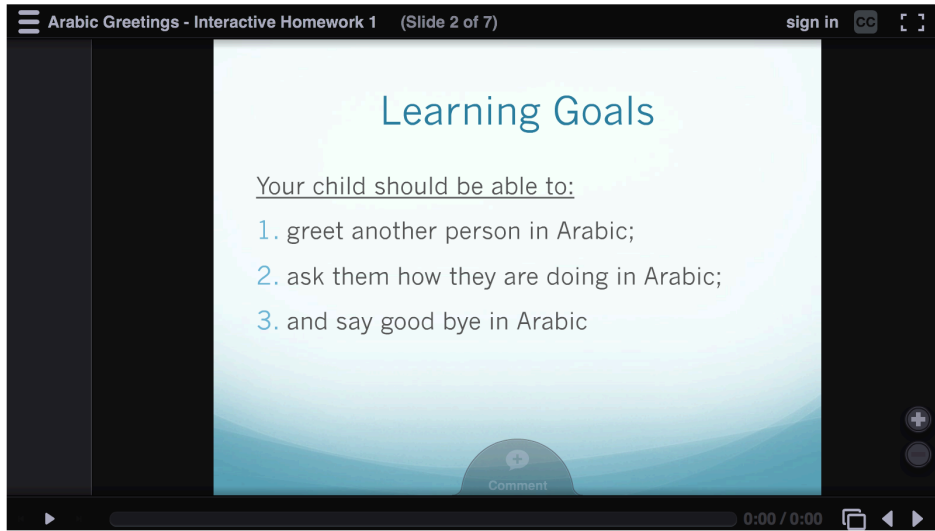 Arabic Greetings - Interactive Homework 1 (Slide 2 of 7) sign in CC
Learning Goals
Your child should be able to:
1. greet another person in Arabic;
2. ask them how they are doing in Arabic;
3. and say good bye in Arabic
Comment
0:00 / 0:00